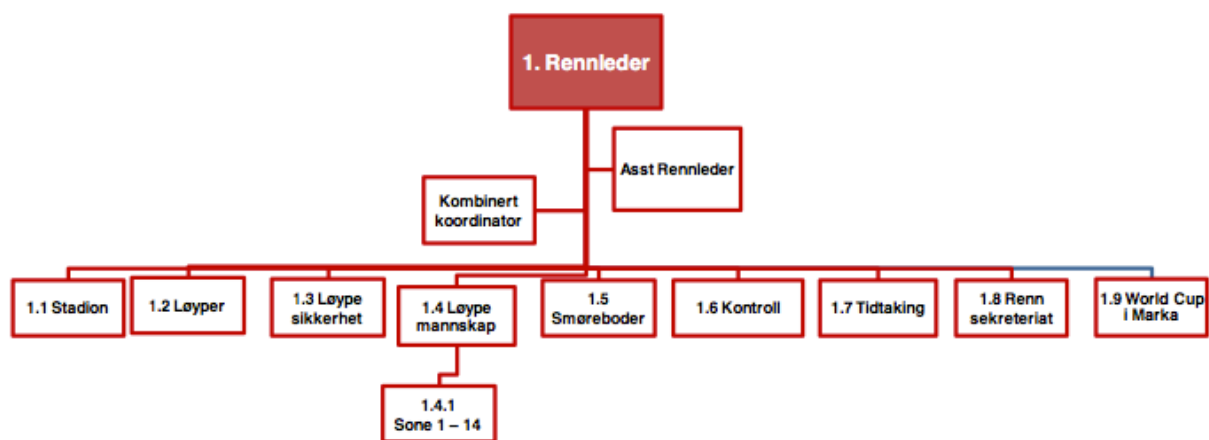 1. Rennleder
Asst Rennleder
Kombinert
koordinator
1.1 Stadion
1.2 Løyper
1.3 Løype
sikkerhet
1.4 Løype
mannskap
1.5
Smøreboder
1.6 Kontroll
1.7 Tidtaking
1.8 Renn
sekreteriat
1.9 World Cup
i Marka
1.4.1
Sone 1 – 14